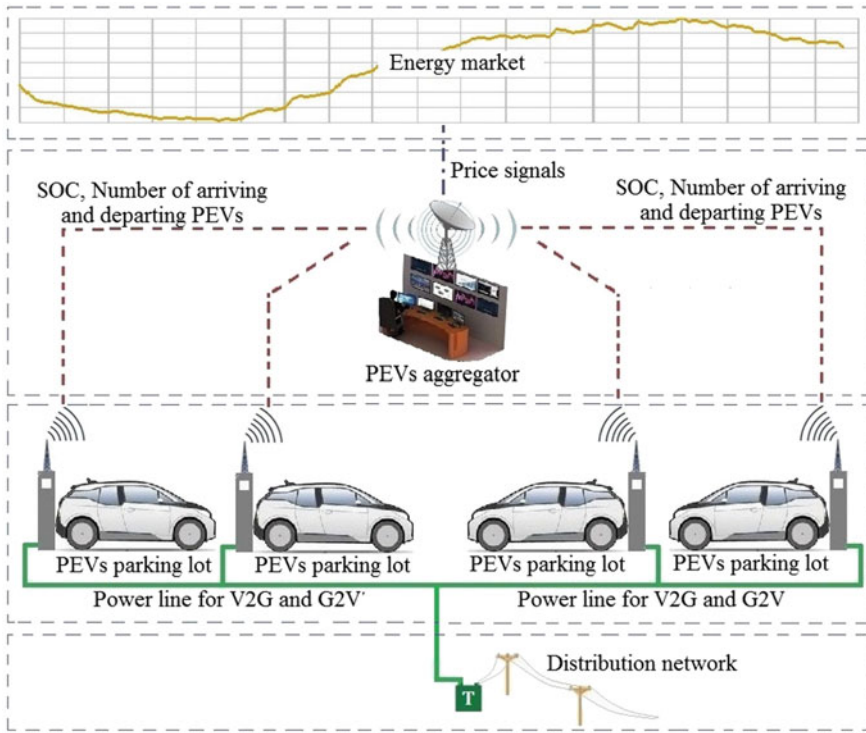 Energy market
Price signals
SOC, Number of arriving
and departing PEVs
SOC, Number of arriving
and departing PEVs
PEVs aggregator
PEVs parking lot
PEVs parking lot
PEVs parking lot
PEVs parking lot
Power line for V2G and G2V
Power line for V2G and G2V
Distribution network
T